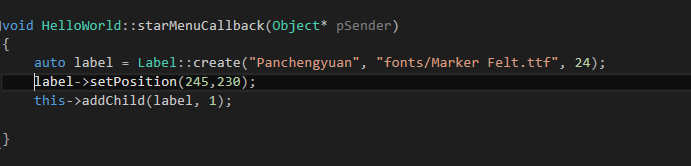 void HelloWorld::starMenuCallback(Object* pSender)
{
auto label = Label::create("Panchengyuan", "fonts/Marker Felt.ttf", 24);
label->setPosition(245,230);
this->addChild(label, 1);
}